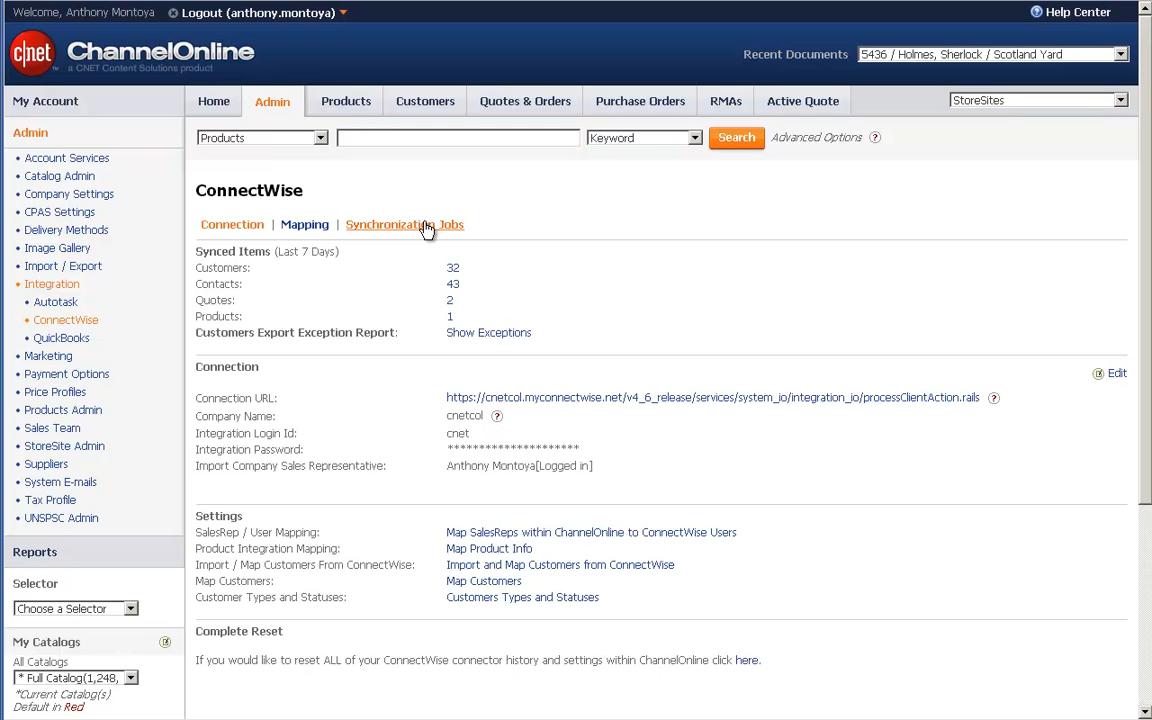 Welcome, Anthony Montoya Logout (anthony.montoya) Help Center
c|net ChannelOnline
a CNET Content Solutions product
Recent Documents 5436 / Holmes, Sherlock / Scotland Yard
My Account Home Admin Products Customers Quotes & Orders Purchase Orders RMAs Active Quote StoreSites
Admin
Products Keyword Search Advanced Options ?
Account Services
Catalog Admin
Company Settings
CPAS Settings
Delivery Methods
Image Gallery
Import / Export
Integration
Autotask
ConnectWise
QuickBooks
Marketing
Payment Options
Price Profiles
Products Admin
Sales Team
StoreSite Admin
Suppliers
System E-mails
Tax Profile
UNSPSC Admin
Reports
Selector
Choose a Selector
My Catalogs
All Catalogs
* Full Catalog(1,248,
*Current Catalog(s)
Default in Red
ConnectWise
Connection | Mapping | Synchronization Jobs
Synced Items (Last 7 Days)
Customers: 32
Contacts: 43
Quotes: 2
Products: 1
Customers Export Exception Report: Show Exceptions
Connection Edit
Connection URL: https://cnetcol.myconnectwise.net/v4_6_release/services/system_io/integration_io/processClientAction.rails ?
Company Name: cnetcol ?
Integration Login Id: cnet
Integration Password: *********************
Import Company Sales Representative: Anthony Montoya[Logged in]
Settings
SalesRep / User Mapping: Map SalesReps within ChannelOnline to ConnectWise Users
Product Integration Mapping: Map Product Info
Import / Map Customers From ConnectWise: Import and Map Customers from ConnectWise
Map Customers: Map Customers
Customer Types and Statuses: Customers Types and Statuses
Complete Reset
If you would like to reset ALL of your ConnectWise connector history and settings within ChannelOnline click here.